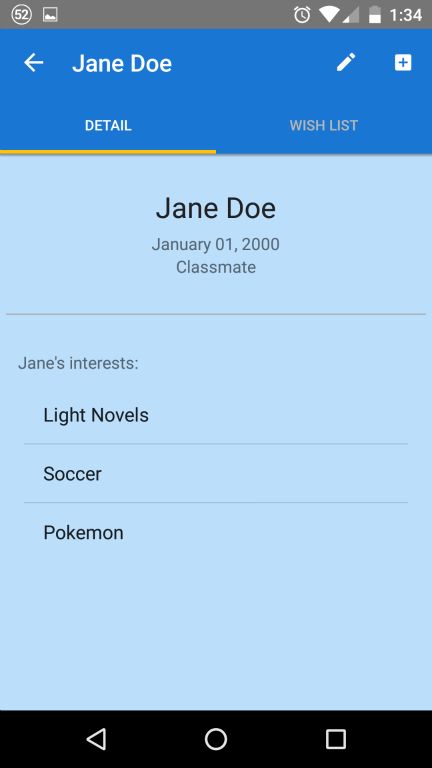 52
1:34
Jane Doe
DETAIL
WISH LIST
Jane Doe
January 01, 2000
Classmate
Jane's interests:
Light Novels
Soccer
Pokemon